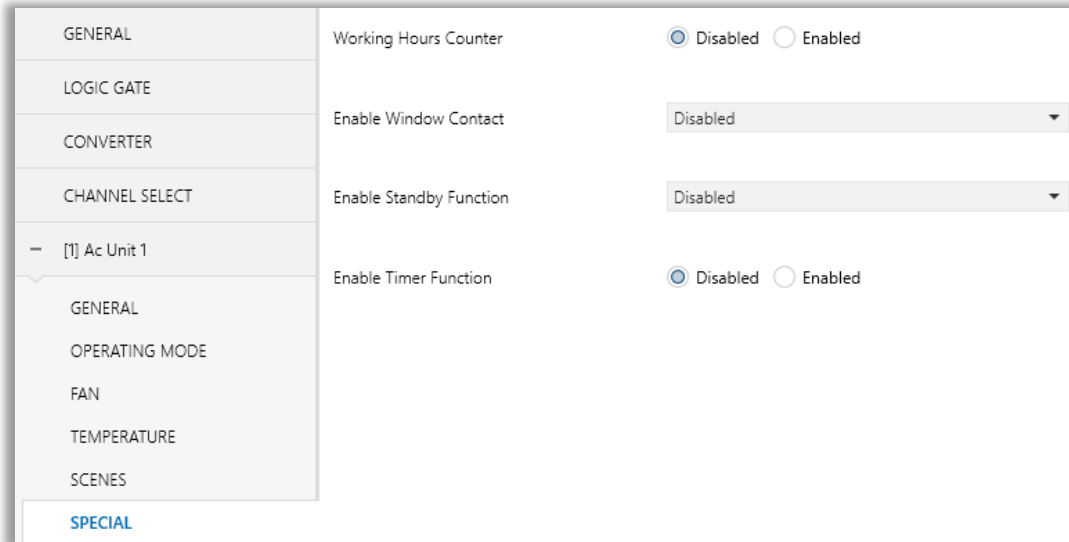 GENERAL
LOGIC GATE
CONVERTER
CHANNEL SELECT
[1] Ac Unit 1
GENERAL
OPERATING MODE
FAN
TEMPERATURE
SCENES
SPECIAL
Working Hours Counter Disabled Enabled
Enable Window Contact Disabled
Enable Standby Function Disabled
Enable Timer Function Disabled Enabled